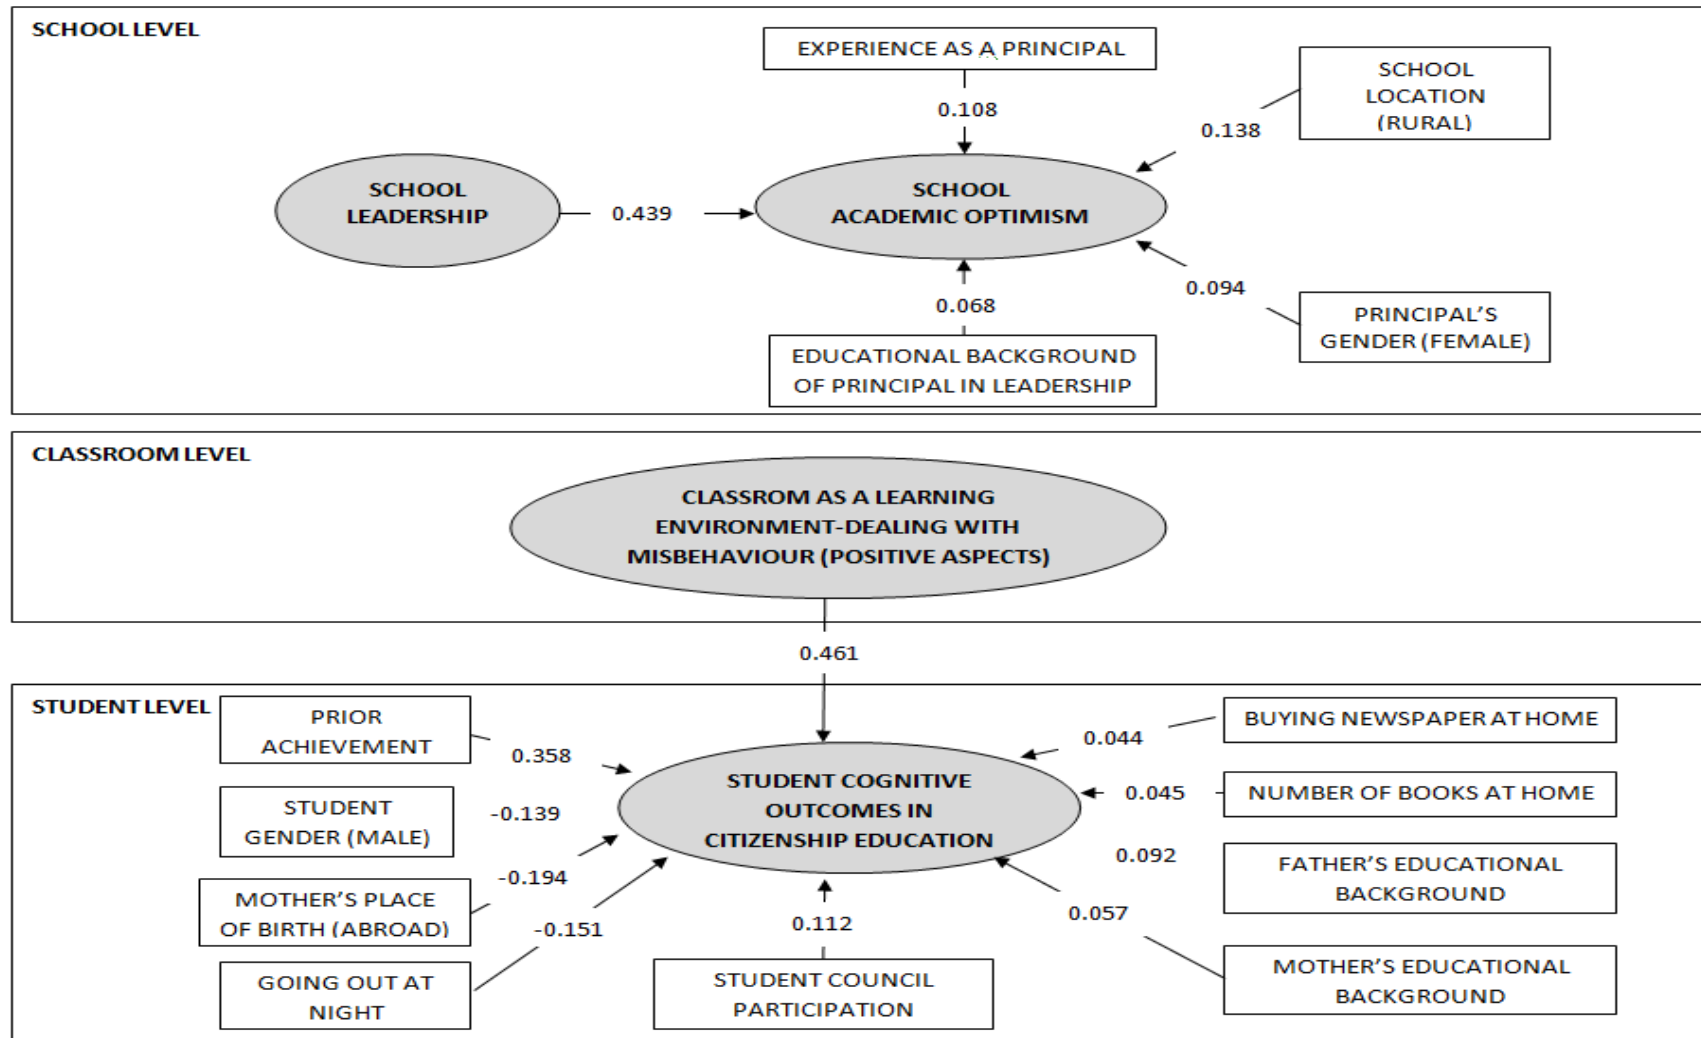 SCHOOL LEVEL
EXPERIENCE AS A PRINCIPAL
SCHOOL
LOCATION
(RURAL)
0.108
0.138
SCHOOL
LEADERSHIP
0.439
SCHOOL
ACADEMIC OPTIMISM
0.094
0.068
PRINCIPAL'S
GENDER (FEMALE)
EDUCATIONAL BACKGROUND
OF PRINCIPAL IN LEADERSHIP
CLASSROOM LEVEL
CLASSROM AS A LEARNING
ENVIRONMENT-DEALING WITH
MISBEHAVIOUR (POSITIVE ASPECTS)
0.461
STUDENT LEVEL
PRIOR
ACHIEVEMENT
0.358
STUDENT
GENDER (MALE)
-0.139
MOTHER'S PLACE
OF BIRTH (ABROAD)
-0.194
GOING OUT AT
NIGHT
-0.151
STUDENT COGNITIVE
OUTCOMES IN
CITIZENSHIP EDUCATION
0.112
STUDENT COUNCIL
PARTICIPATION
0.044
BUYING NEWSPAPER AT HOME
0.045
NUMBER OF BOOKS AT HOME
0.092
FATHER'S EDUCATIONAL
BACKGROUND
0.057
MOTHER'S EDUCATIONAL
BACKGROUND